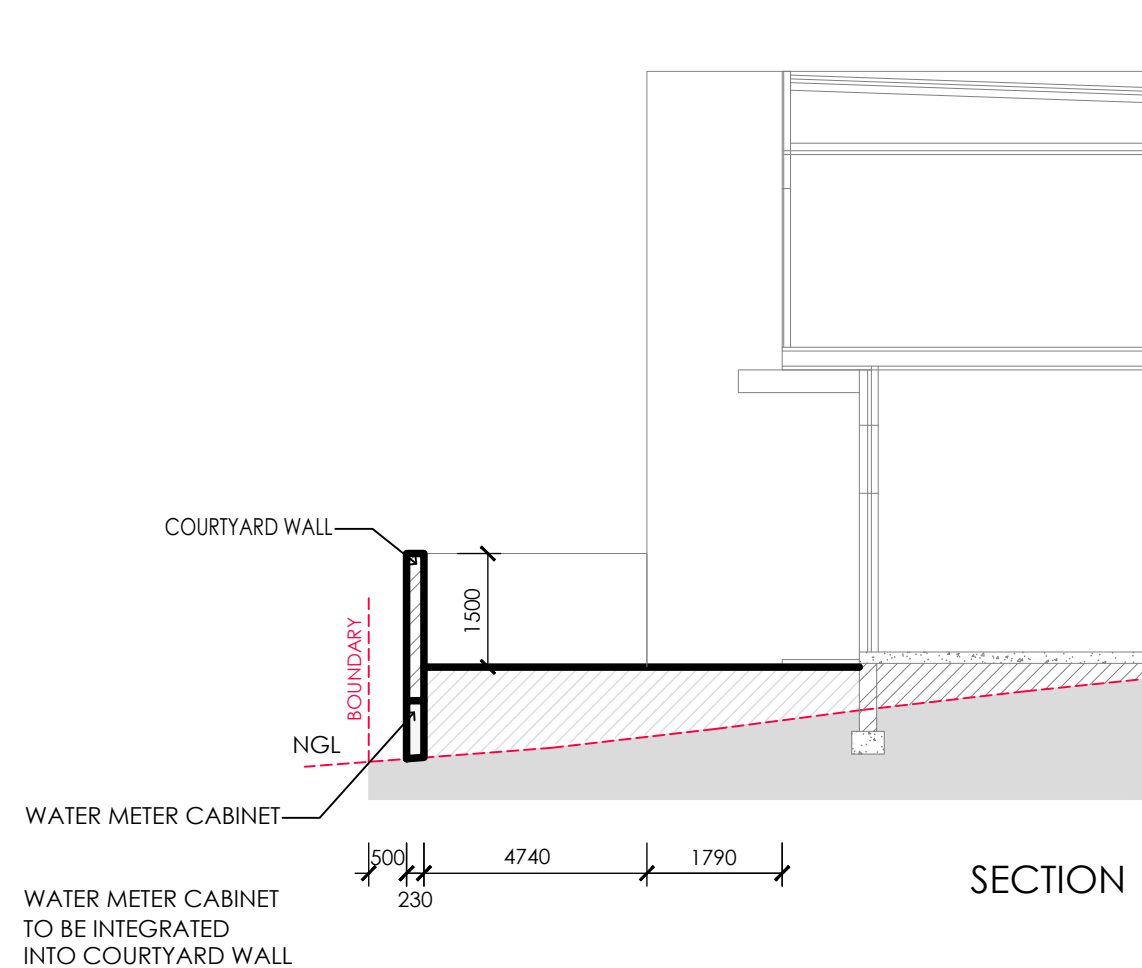 COURTYARD WALL
1500
BOUNDARY
NGL
WATER METER CABINET
500
4740
1790
230
SECTION
WATER METER CABINET
TO BE INTEGRATED
INTO COURTYARD WALL